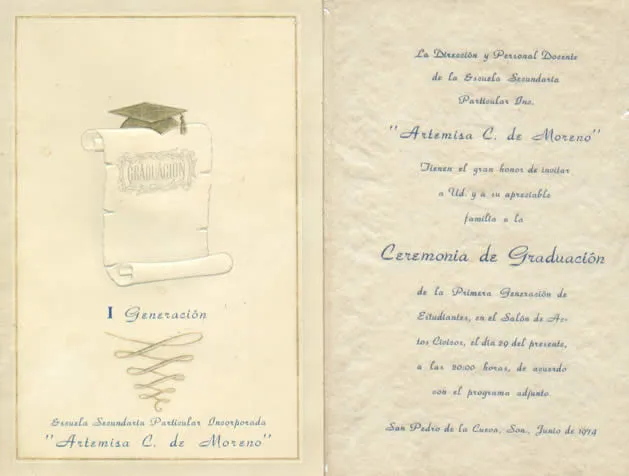 GRADUACION
I Generación
Escuela Secundaria Particular Incorporada
"Artemisa C. de Moreno"
La Dirección y Personal Docente
de la Escuela Secundaria
Particular Inc.
"Artemisa C. de Moreno"
Tienen el gran honor de invitar
a Ud. y a su apreciable
familia a la
Ceremonia de Graduación
de la Primera Generación de
Estudiantes, en el Salón de Ac-
tos Cívicos, el día 29 del presente,
a las 20:00 horas, de acuerdo
con el programa adjunto.
San Pedro de la Cueva, Son., Junio de 1974